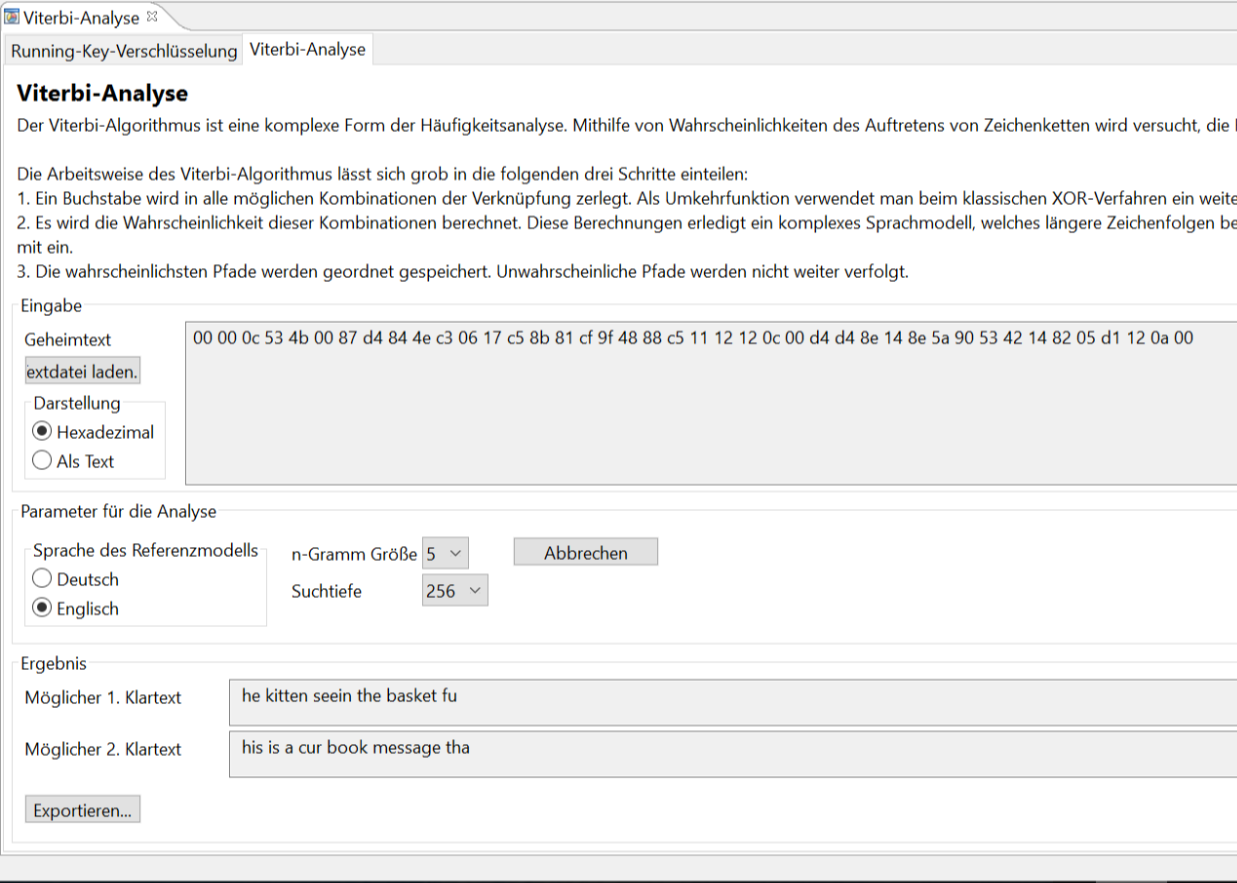 Viterbi-Analyse
Running-Key-Verschlüsselung Viterbi-Analyse
Viterbi-Analyse
Der Viterbi-Algorithmus ist eine komplexe Form der Häufigkeitsanalyse. Mithilfe von Wahrscheinlichkeiten des Auftretens von Zeichenketten wird versucht, die
Die Arbeitsweise des Viterbi-Algorithmus lässt sich grob in die folgenden drei Schritte einteilen:
1. Ein Buchstabe wird in alle möglichen Kombinationen der Verknüpfung zerlegt. Als Umkehrfunktion verwendet man beim klassischen XOR-Verfahren ein weite
2. Es wird die Wahrscheinlichkeit dieser Kombinationen berechnet. Diese Berechnungen erledigt ein komplexes Sprachmodell, welches längere Zeichenfolgen be
mit ein.
3. Die wahrscheinlichsten Pfade werden geordnet gespeichert. Unwahrscheinliche Pfade werden nicht weiter verfolgt.
Eingabe
Geheimtext
00 00 0c 53 4b 00 87 d4 84 4e c3 06 17 c5 8b 81 cf 9f 48 88 c5 11 12 12 0c 00 d4 d4 8e 14 8e 5a 90 53 42 14 82 05 d1 12 0a 00
extdatei laden.
Darstellung
Hexadezimal
Als Text
Parameter für die Analyse
Sprache des Referenzmodells
Deutsch
Englisch
n-Gramm Größe 5
Suchtiefe 256
Abbrechen
Ergebnis
Möglicher 1. Klartext he kitten seein the basket fu
Möglicher 2. Klartext his is a cur book message tha
Exportieren...